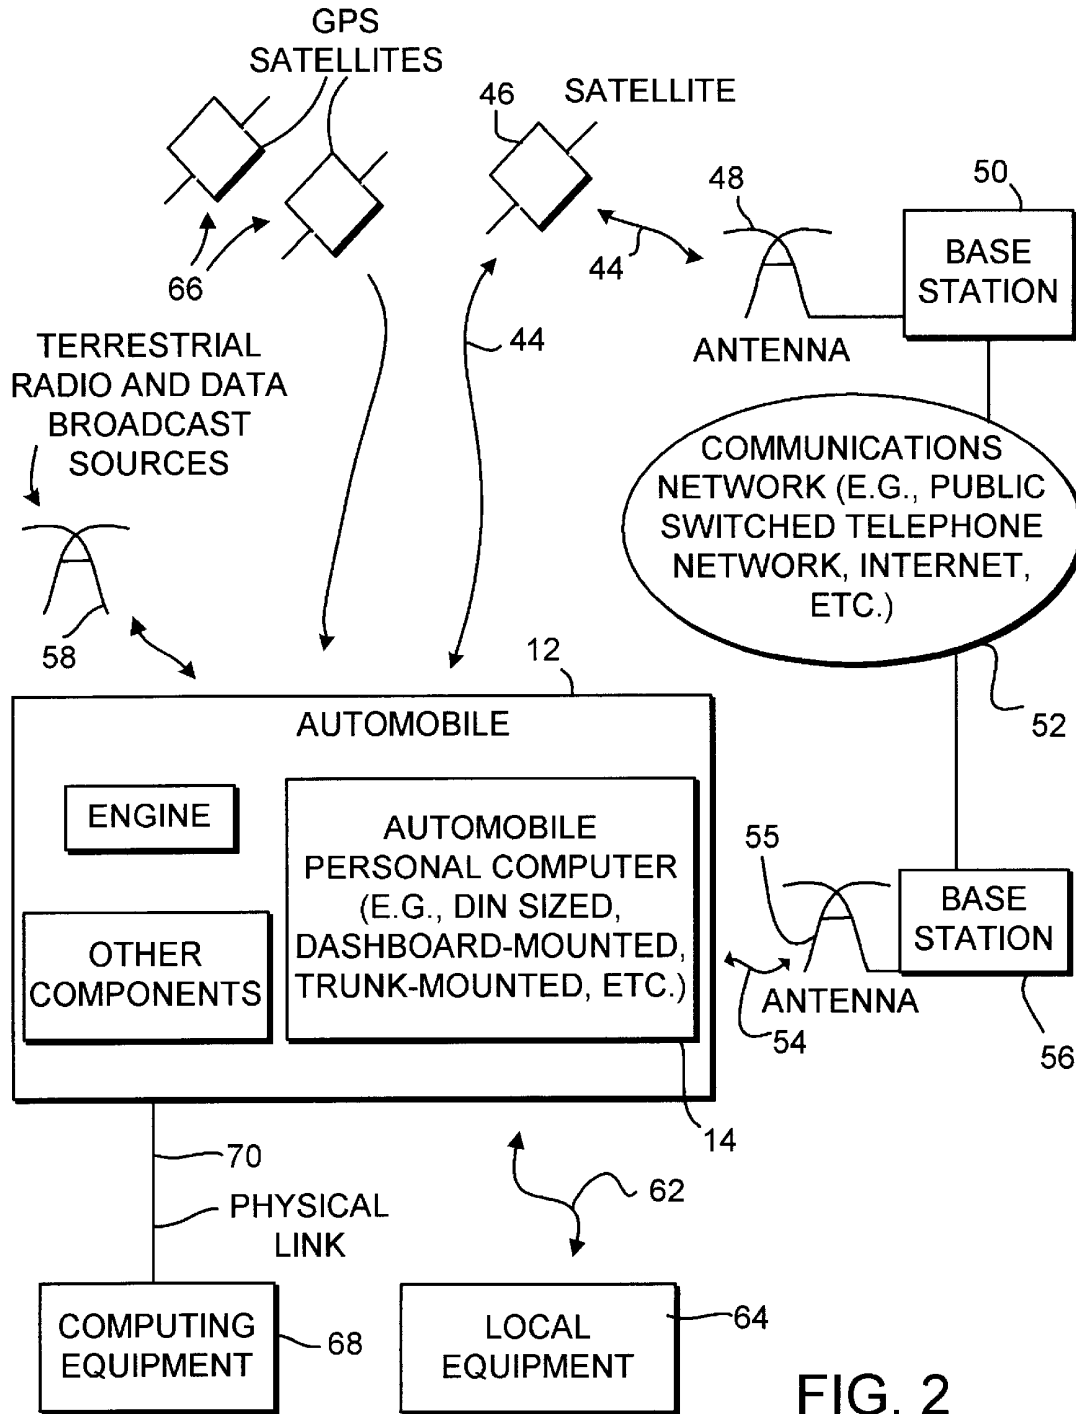 GPS
SATELLITES
46
SATELLITE
48
50
BASE
STATION
44
66
44
ANTENNA
TERRESTRIAL
RADIO AND DATA
BROADCAST
SOURCES
COMMUNICATIONS
NETWORK (E.G., PUBLIC
SWITCHED TELEPHONE
NETWORK, INTERNET,
ETC.)
58
12
52
AUTOMOBILE
ENGINE
AUTOMOBILE
PERSONAL COMPUTER
(E.G., DIN SIZED,
DASHBOARD-MOUNTED,
TRUNK-MOUNTED, ETC.)
OTHER
COMPONENTS
55
BASE
STATION
ANTENNA
54
56
14
70
62
PHYSICAL
LINK
COMPUTING
EQUIPMENT
68
LOCAL
EQUIPMENT
64
FIG. 2